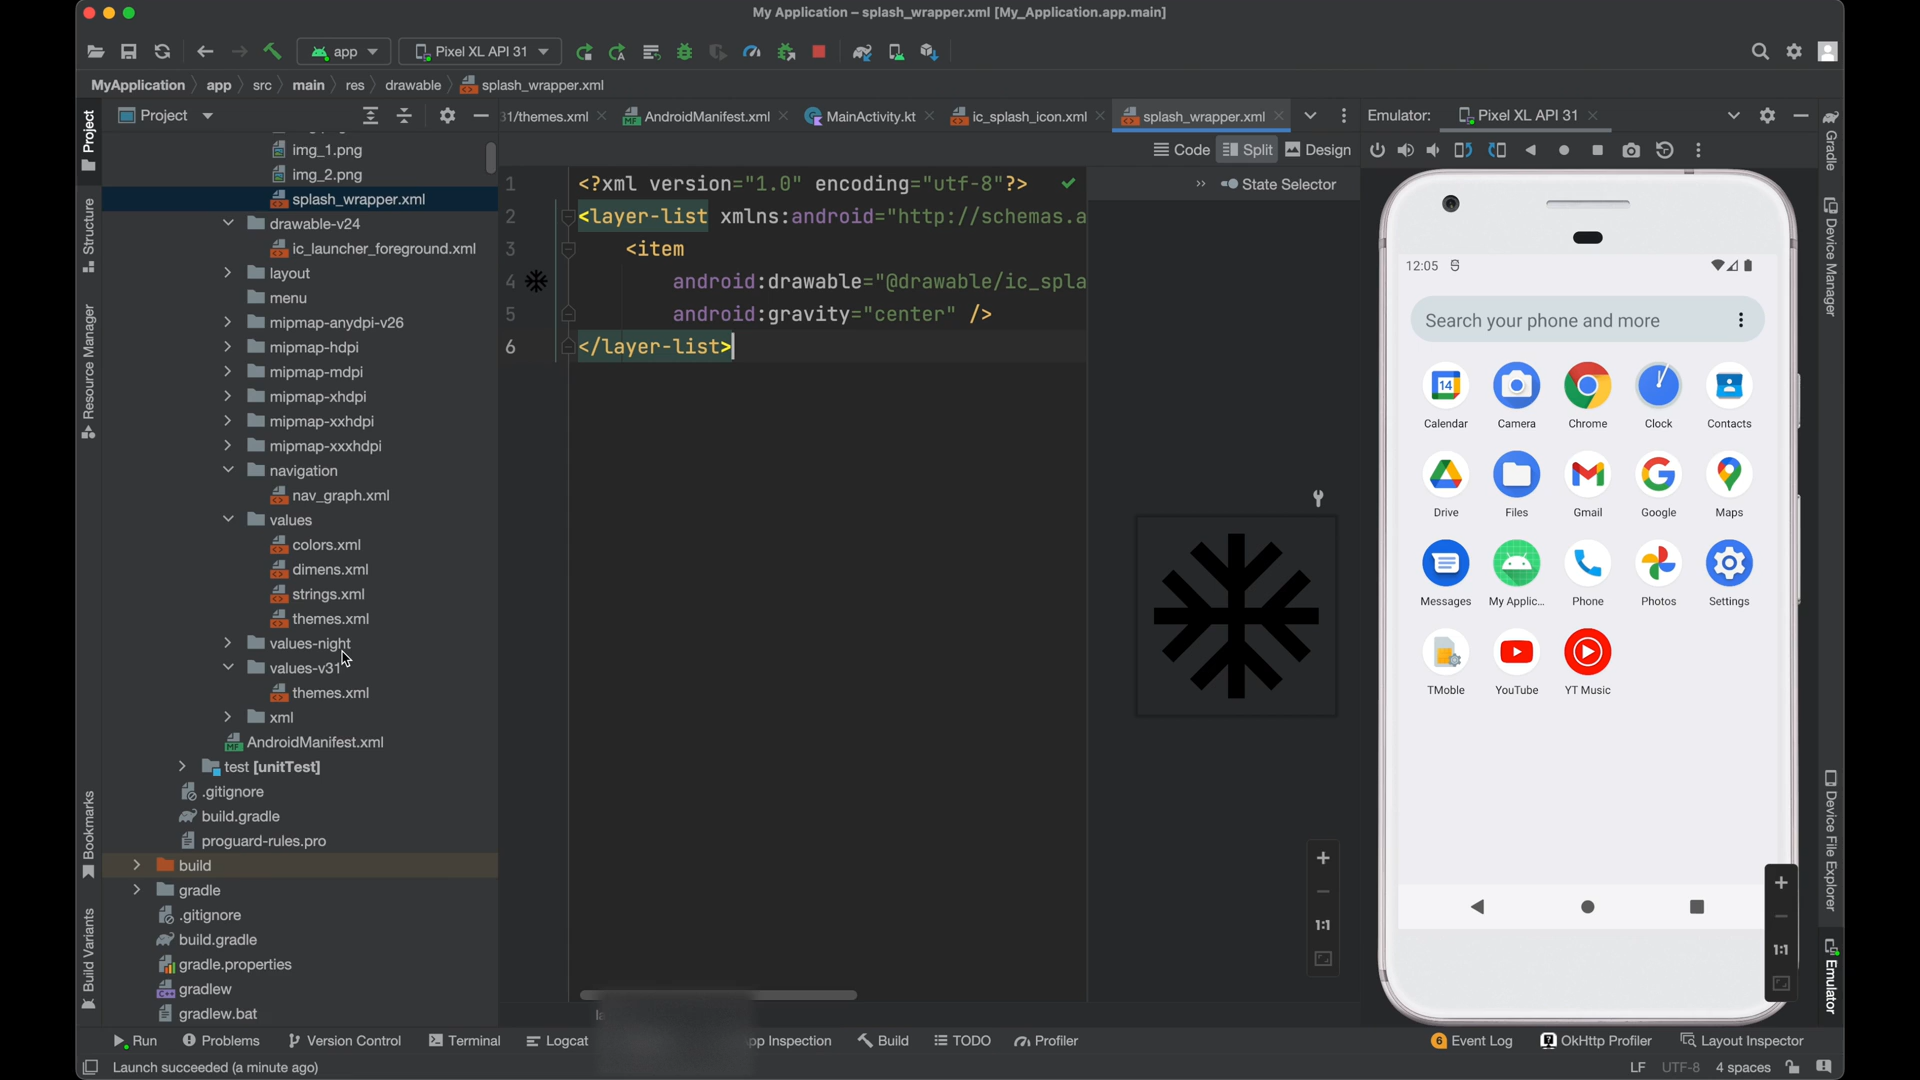 My Application – splash_wrapper.xml [My_Application.app.main]
app
Pixel XL API 31
MyApplication
app
src
main
res
drawable
splash_wrapper.xml
Project
31/themes.xml
AndroidManifest.xml
MainActivity.kt
ic_splash_icon.xml
splash_wrapper.xml
Emulator:
Pixel XL API 31
Code
Split
Design
img_1.png
img_2.png
splash_wrapper.xml
drawable-v24
ic_launcher_foreground.xml
layout
menu
mipmap-anydpi-v26
mipmap-hdpi
mipmap-mdpi
mipmap-xhdpi
mipmap-xxhdpi
mipmap-xxxhdpi
navigation
nav_graph.xml
values
colors.xml
dimens.xml
strings.xml
themes.xml
values-night
values-v31
themes.xml
xml
AndroidManifest.xml
test [unitTest]
.gitignore
build.gradle
proguard-rules.pro
build
gradle
.gitignore
build.gradle
gradle.properties
gradlew
gradlew.bat
1 <?xml version="1.0" encoding="utf-8"?>
2 <layer-list xmlns:android="http://schemas.a
3 <item
4 android:drawable="@drawable/ic_spla
5 android:gravity="center" />
6 </layer-list>
State Selector
1:1
12:05
Search your phone and more
14
Calendar
Camera
Chrome
Clock
Contacts
Drive
Files
Gmail
Google
Maps
Messages
My Applic...
Phone
Photos
Settings
TMoble
YouTube
YT Music
1:1
Project
Structure
Resource Manager
Bookmarks
Build Variants
Gradle
Device Manager
Device File Explorer
Emulator
Run
Problems
Version Control
Terminal
Logcat
pp Inspection
Build
TODO
Profiler
6 Event Log
OkHttp Profiler
Layout Inspector
Launch succeeded (a minute ago)
LF
UTF-8
4 spaces